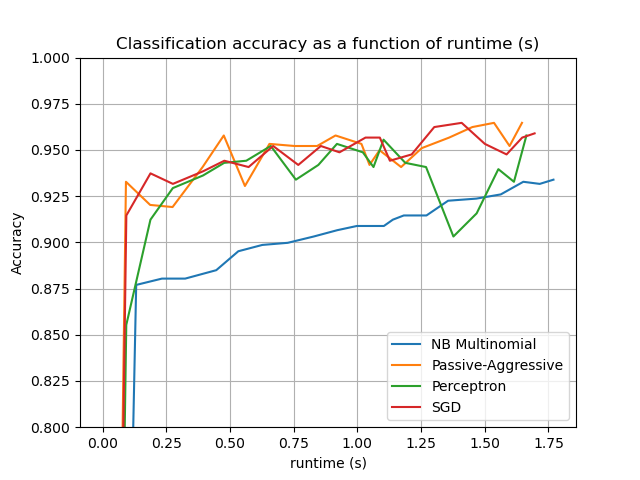 Classification accuracy as a function of runtime (s)
1.000
0.975
0.950
0.925
0.900
0.875
0.850
0.825
0.800
Accuracy
NB Multinomial
Passive-Aggressive
Perceptron
SGD
0.00 0.25 0.50 0.75 1.00 1.25 1.50 1.75
runtime (s)